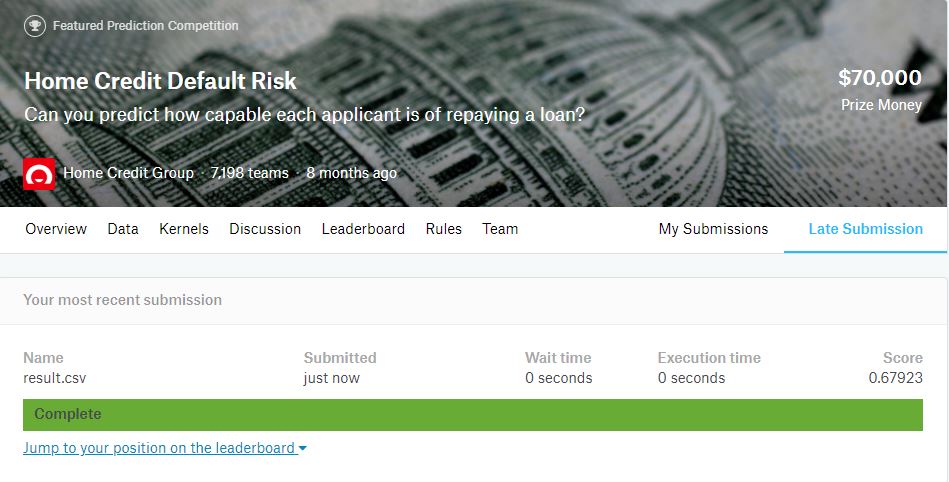 Featured Prediction Competition
Home Credit Default Risk
$70,000
Can you predict how capable each applicant is of repaying a loan?
Prize Money
Home Credit Group · 7,198 teams · 8 months ago
Overview Data Kernels Discussion Leaderboard Rules Team My Submissions Late Submission
Your most recent submission
Name Submitted Wait time Execution time Score
result.csv just now 0 seconds 0 seconds 0.67923
Complete
Jump to your position on the leaderboard